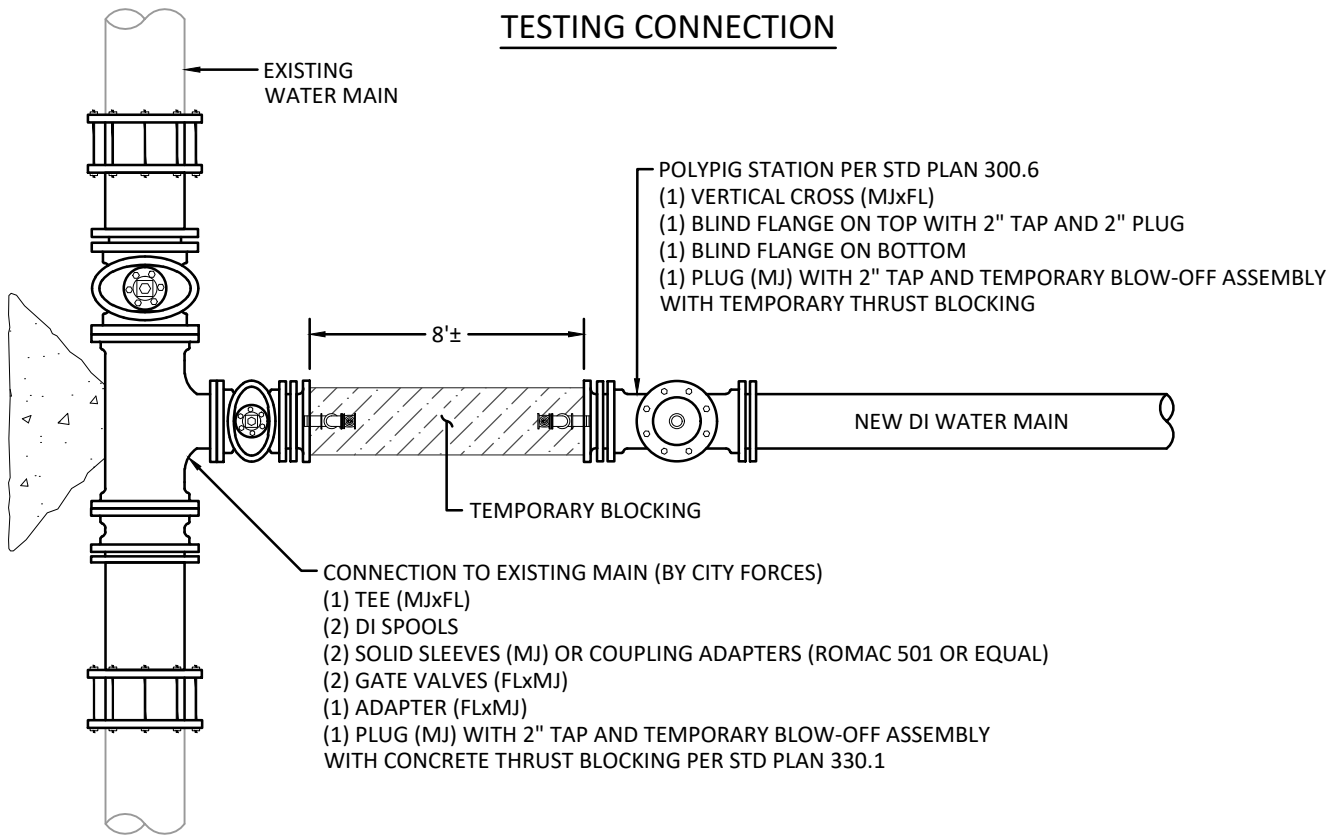 TESTING CONNECTION
EXISTING
WATER MAIN
POLYPIG STATION PER STD PLAN 300.6
(1) VERTICAL CROSS (MJxFL)
(1) BLIND FLANGE ON TOP WITH 2" TAP AND 2" PLUG
(1) BLIND FLANGE ON BOTTOM
(1) PLUG (MJ) WITH 2" TAP AND TEMPORARY BLOW-OFF ASSEMBLY
WITH TEMPORARY THRUST BLOCKING
8'±
NEW DI WATER MAIN
TEMPORARY BLOCKING
CONNECTION TO EXISTING MAIN (BY CITY FORCES)
(1) TEE (MJxFL)
(2) DI SPOOLS
(2) SOLID SLEEVES (MJ) OR COUPLING ADAPTERS (ROMAC 501 OR EQUAL)
(2) GATE VALVES (FLxMJ)
(1) ADAPTER (FLxMJ)
(1) PLUG (MJ) WITH 2" TAP AND TEMPORARY BLOW-OFF ASSEMBLY
WITH CONCRETE THRUST BLOCKING PER STD PLAN 330.1